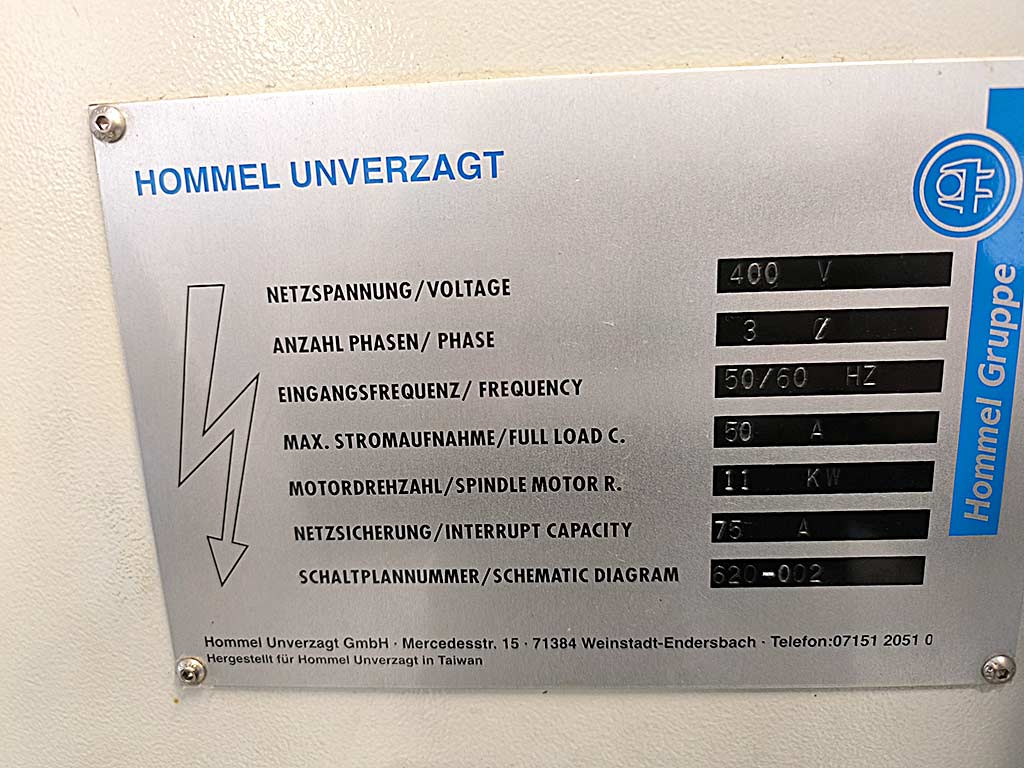 HOMMEL UNVERZAGT
NETZSPANNUNG/VOLTAGE 400 V
ANZAHL PHASEN/ PHASE 3 Ø
EINGANGSFREQUENZ/ FREQUENCY 50/60 HZ
MAX. STROMAUFNAHME/FULL LOAD C. 50 A
MOTORDREHZAHL/SPINDLE MOTOR R. 11 KW
NETZSICHERUNG/INTERRUPT CAPACITY 75 A
SCHALTPLANNUMMER/SCHEMATIC DIAGRAM 620-002
Hommel Unverzagt GmbH · Mercedesstr. 15 · 71384 Weinstadt-Endersbach · Telefon:07151 2051 0
Hergestellt für Hommel Unverzagt in Taiwan
Hommel Gruppe